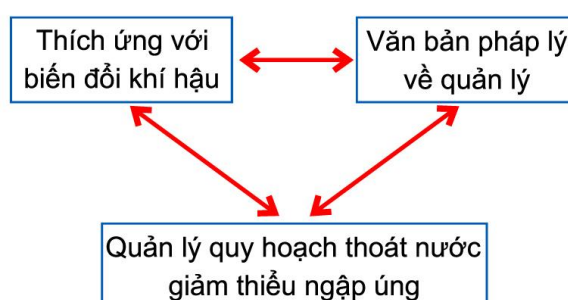 Thích ứng với
biến đổi khí hậu
Văn bản pháp lý
về quản lý
Quản lý quy hoạch thoát nước
giảm thiểu ngập úng